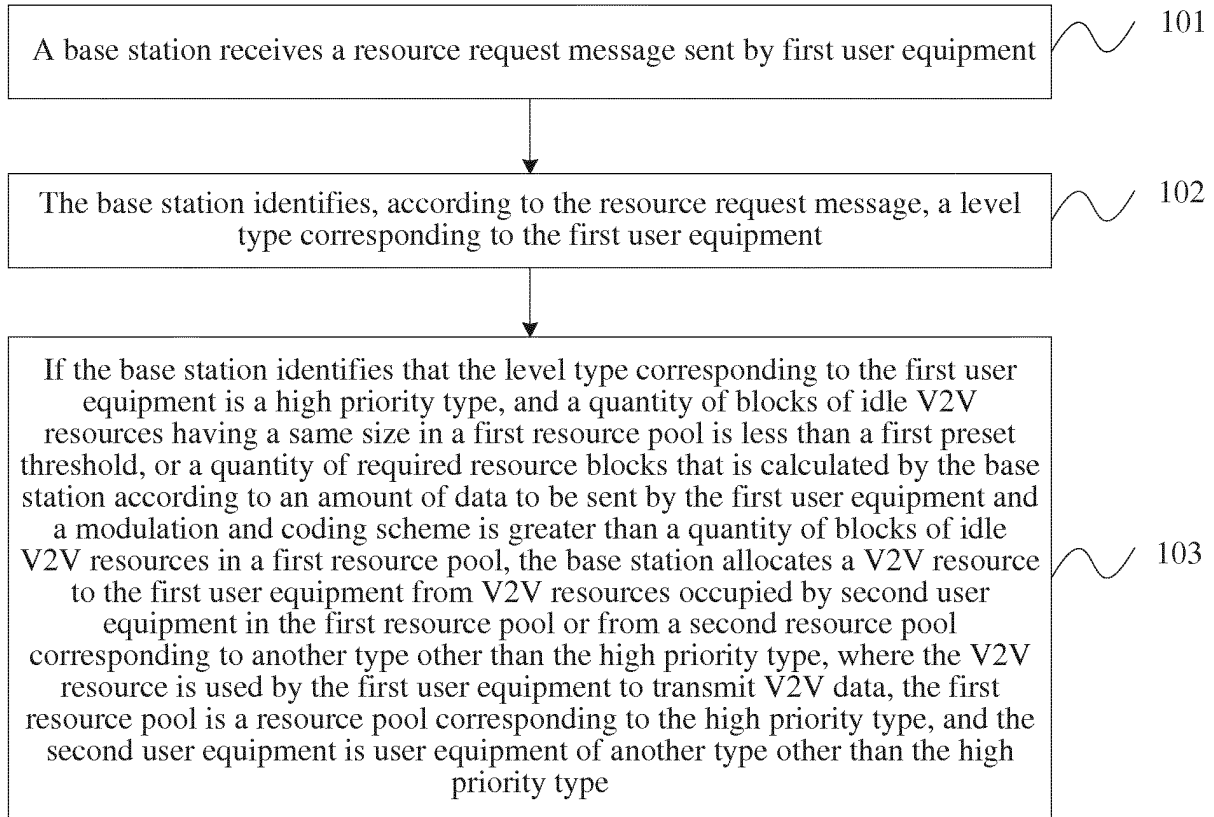 A base station receives a resource request message sent by first user equipment
101
The base station identifies, according to the resource request message, a level
type corresponding to the first user equipment
102
If the base station identifies that the level type corresponding to the first user
equipment is a high priority type, and a quantity of blocks of idle V2V
resources having a same size in a first resource pool is less than a first preset
threshold, or a quantity of required resource blocks that is calculated by the base
station according to an amount of data to be sent by the first user equipment and
a modulation and coding scheme is greater than a quantity of blocks of idle
V2V resources in a first resource pool, the base station allocates a V2V resource
to the first user equipment from V2V resources occupied by second user
equipment in the first resource pool or from a second resource pool
corresponding to another type other than the high priority type, where the V2V
resource is used by the first user equipment to transmit V2V data, the first
resource pool is a resource pool corresponding to the high priority type, and the
second user equipment is user equipment of another type other than the high
priority type
103